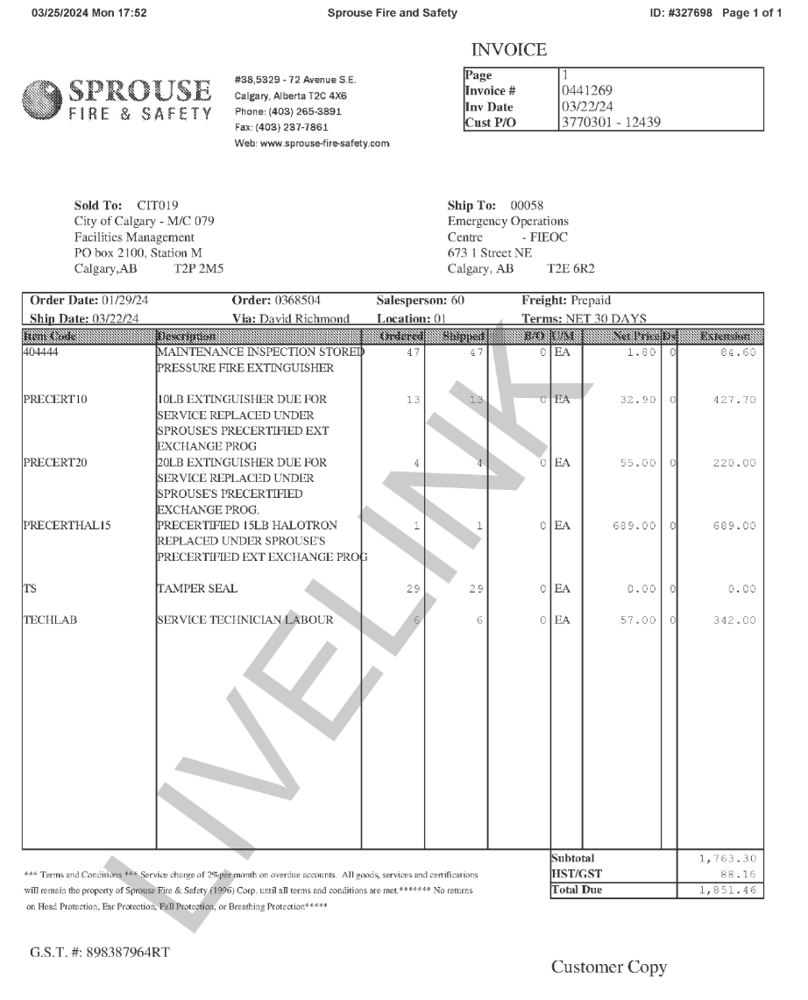 03/25/2024 Mon 17:52 Sprouse Fire and Safety ID: #327698 Page 1 of 1
INVOICE
SPROUSE
FIRE & SAFETY
#38,5329 - 72 Avenue S.E.
Calgary, Alberta T2C 4X6
Phone: (403) 265-3891
Fax: (403) 237-7861
Web: www.sprouse-fire-safety.com
Page 1
Invoice # 0441269
Inv Date 03/22/24
Cust P/O 3770301 - 12439
Sold To: CIT019
City of Calgary - M/C 079
Facilities Management
PO box 2100, Station M
Calgary,AB T2P 2M5
Ship To: 00058
Emergency Operations
Centre - FIEOC
673 1 Street NE
Calgary, AB T2E 6R2
Order Date: 01/29/24 Order: 0368504 Salesperson: 60 Freight: Prepaid
Ship Date: 03/22/24 Via: David Richmond Location: 01 Terms: NET 30 DAYS
Item Code Description Ordered Shipped B/O U/M Net Price Ds Extension
404444 MAINTENANCE INSPECTION STORED 47 47 0 EA 1.80 0 84.60
PRESSURE FIRE EXTINGUISHER
PRECERT10 10LB EXTINGUISHER DUE FOR 13 13 0 EA 32.90 0 427.70
SERVICE REPLACED UNDER
SPROUSE'S PRECERTIFIED EXT
EXCHANGE PROG
PRECERT20 20LB EXTINGUISHER DUE FOR 4 4 0 EA 55.00 0 220.00
SERVICE REPLACED UNDER
SPROUSE'S PRECERTIFIED
EXCHANGE PROG.
PRECERTHAL15 PRECERTIFIED 15LB HALOTRON 1 1 0 EA 689.00 0 689.00
REPLACED UNDER SPROUSE'S
PRECERTIFIED EXT EXCHANGE PROG
TS TAMPER SEAL 29 29 0 EA 0.00 0 0.00
TECHLAB SERVICE TECHNICIAN LABOUR 6 6 0 EA 57.00 0 342.00
LIVELINK
Subtotal 1,763.30
HST/GST 88.16
Total Due 1,851.46
*** Terms and Conditions *** Service charge of 2%per month on overdue accounts. All goods, services and certifications
will remain the property of Sprouse Fire & Safety (1996) Corp. until all terms and conditions are met.******* No returns
on Head Protection, Ear Protection, Fall Protection, or Breathing Protection*****
G.S.T. #: 898387964RT
Customer Copy